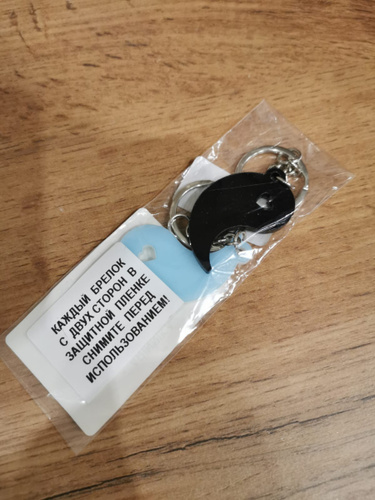 КАЖДЫЙ БРЕЛОК
С ДВУХ СТОРОН В
ЗАЩИТНОЙ ПЛЕНКЕ
СНИМИТЕ ПЕРЕД
ИСПОЛЬЗОВАНИЕМ!